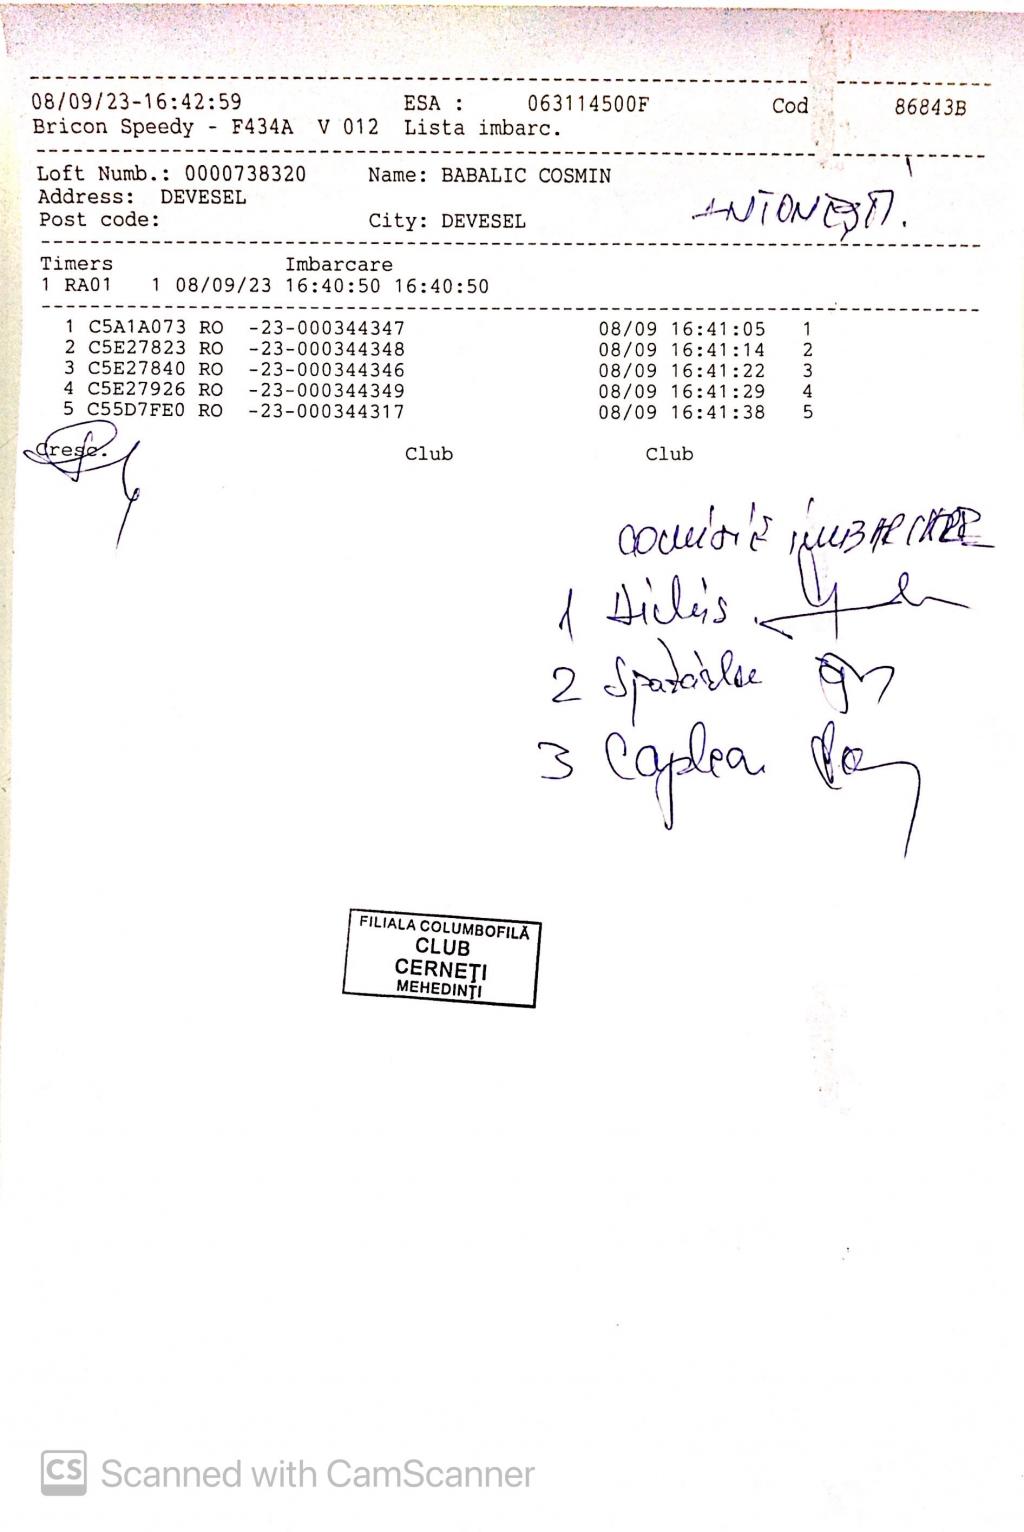 08/09/23-16:42:59 ESA : 063114500F Cod 86843B
Bricon Speedy - F434A V 012 Lista imbarc.
Loft Numb.: 0000738320 Name: BABALIC COSMIN
Address: DEVESEL
Post code: City: DEVESEL
ANTONEȘTI.
Timers Imbarcare
1 RA01 1 08/09/23 16:40:50 16:40:50
1 C5A1A073 RO -23-000344347 08/09 16:41:05 1
2 C5E27823 RO -23-000344348 08/09 16:41:14 2
3 C5E27840 RO -23-000344346 08/09 16:41:22 3
4 C5E27926 RO -23-000344349 08/09 16:41:29 4
5 C55D7FE0 RO -23-000344317 08/09 16:41:38 5
Cresc. Club Club
COMISIE IMBARCARE
1
2
3 Caplea
FILIALA COLUMBOFILĂ
CLUB
CERNEȚI
MEHEDINȚI
CS Scanned with CamScanner